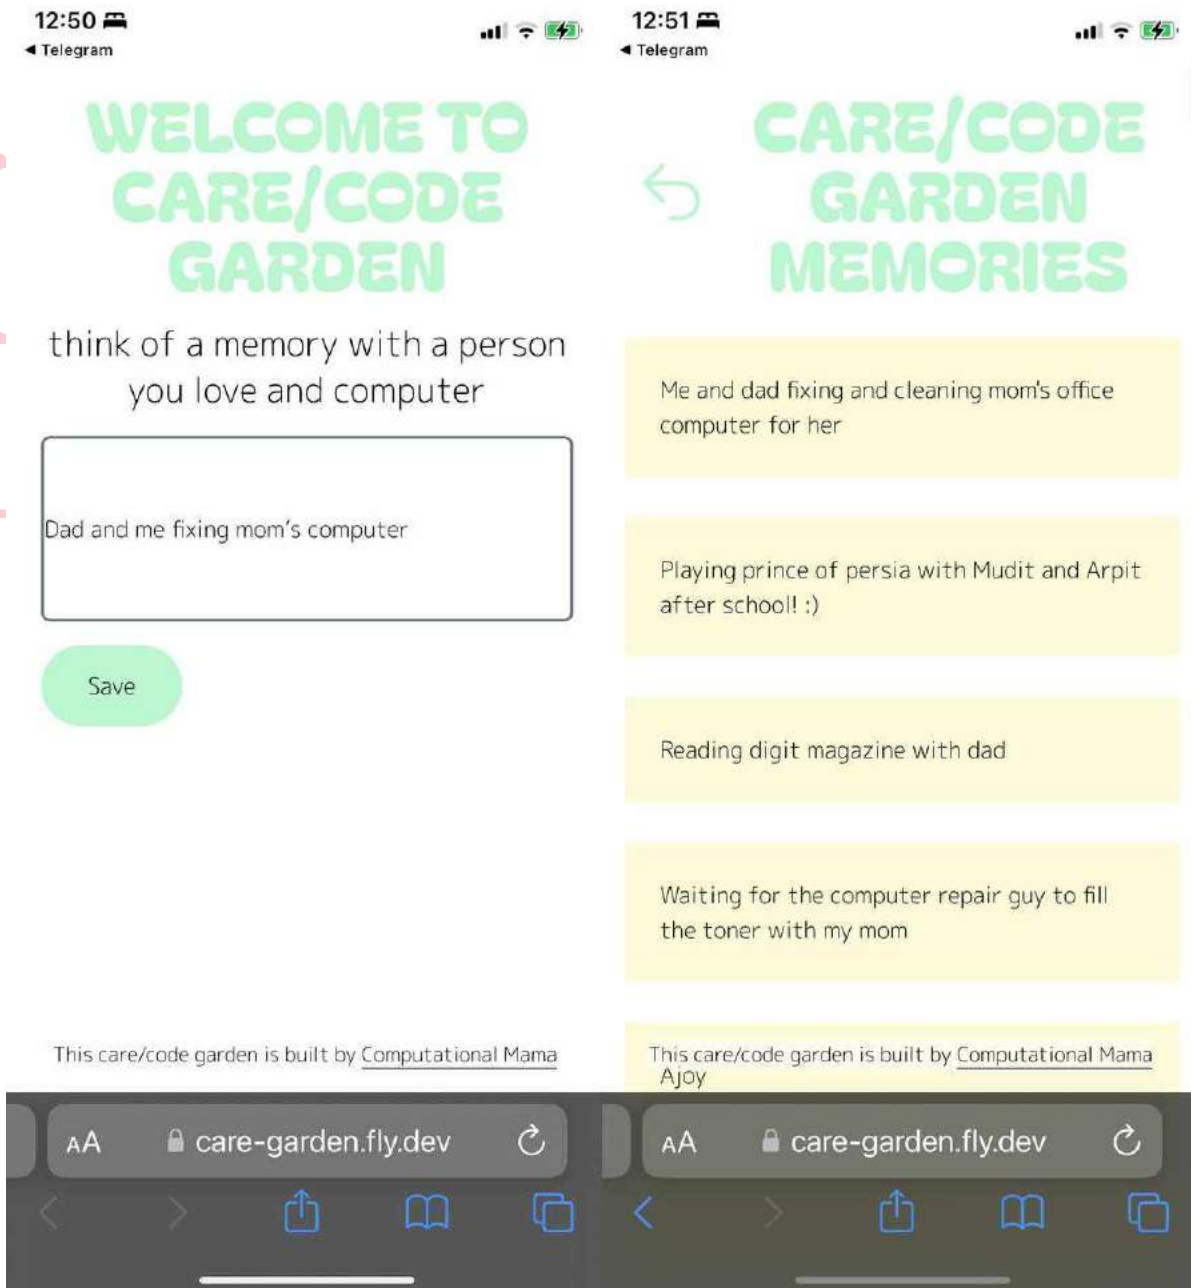 12:50
◀ Telegram
WELCOME TO
CARE/CODE
GARDEN
think of a memory with a person
you love and computer
Dad and me fixing mom's computer
Save
This care/code garden is built by Computational Mama
AA care-garden.fly.dev
12:51
◀ Telegram
CARE/CODE
GARDEN
MEMORIES
Me and dad fixing and cleaning mom's office
computer for her
Playing prince of persia with Mudit and Arpit
after school! :)
Reading digit magazine with dad
Waiting for the computer repair guy to fill
the toner with my mom
This care/code garden is built by Computational Mama
Ajoy
AA care-garden.fly.dev